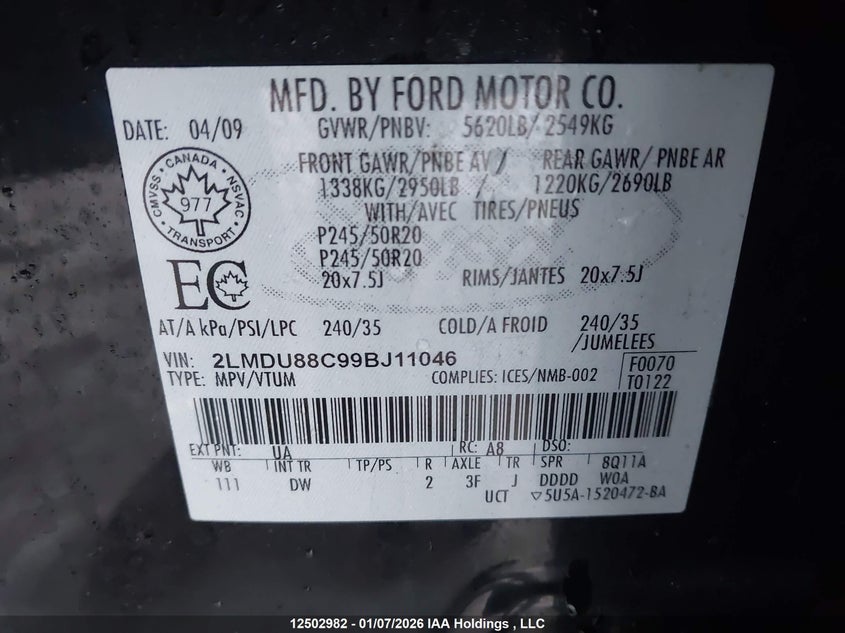 MFD. BY FORD MOTOR CO.
DATE: 04/09 GVWR/PNBV: 5620LB/ 2549KG
FRONT GAWR/PNBE AV / REAR GAWR/ PNBE AR
1338KG/2950LB / 1220KG/2690LB
WITH/AVEC TIRES/PNEUS
CANADA
CMVSS NSVAC
977
TRANSPORT
P245/50R20
P245/50R20
EC
20x7.5J RIMS/JANTES 20x7.5J
AT/A kPa/PSI/LPC 240/35 COLD/A FROID 240/35
/JUMELEES
VIN: 2LMDU88C99BJ11046
TYPE: MPV/VTUM COMPLIES: ICES/NMB-002
F0070
T0122
EXT PNT: UA RC: A8 DSO:
WB INT TR TP/PS R AXLE TR SPR 8Q11A
111 DW 2 3F J DDDD WOA
UCT ▽5U5A-1520472-BA
12502982 - 01/07/2026 IAA Holdings , LLC